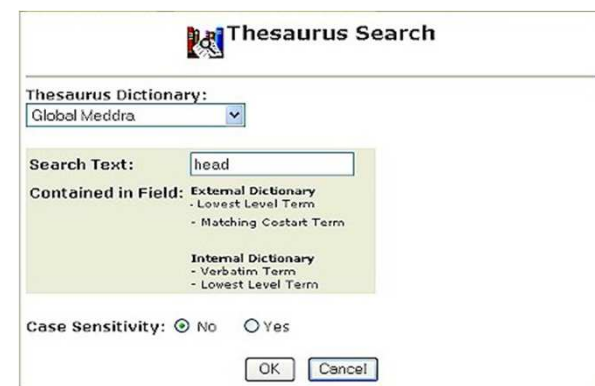 Thesaurus Search
Thesaurus Dictionary:
Global Meddra
Search Text: head
Contained in Field: External Dictionary
- Lowest Level Term
- Matching Costart Term
Internal Dictionary
- Verbatim Term
- Lowest Level Term
Case Sensitivity: No Yes
OK Cancel